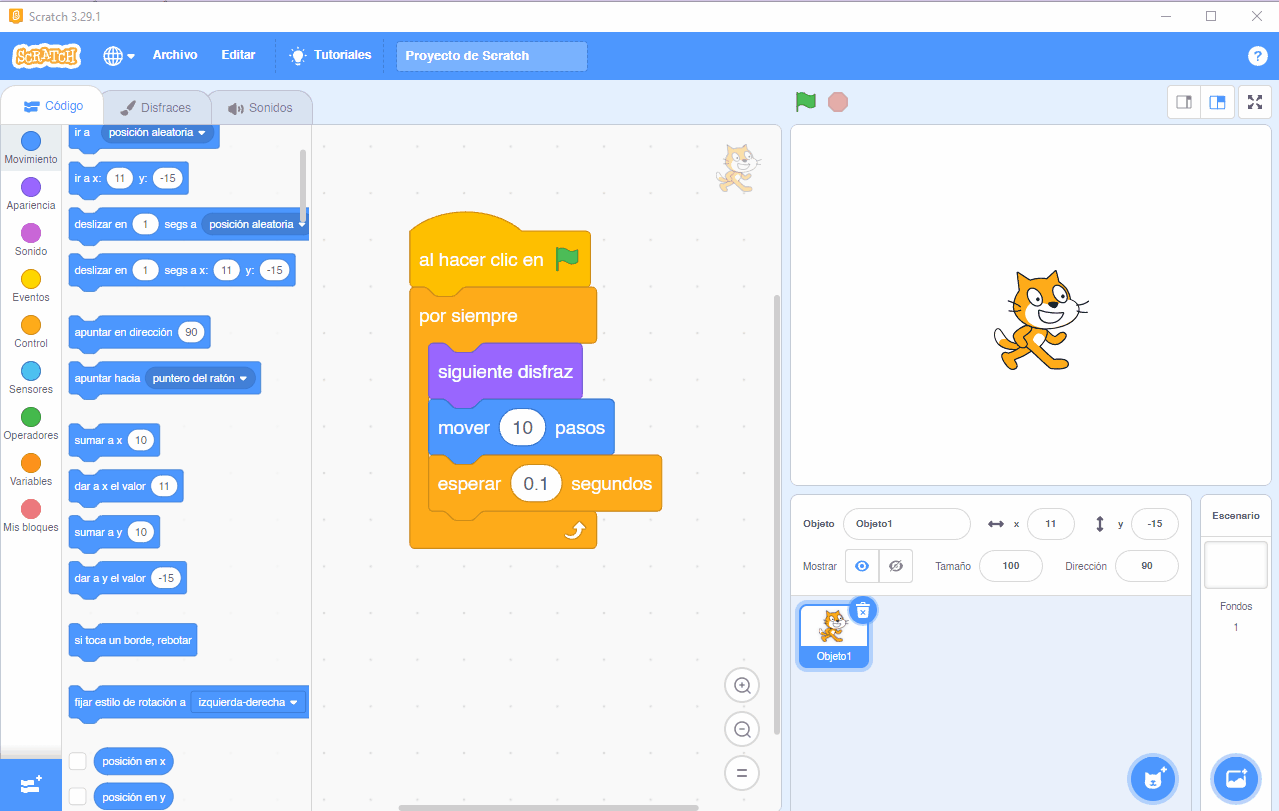 Scratch 3.29.1
SCRATCH
Archivo
Editar
Tutoriales
Proyecto de Scratch
?
Código
Disfraces
Sonidos
Movimiento
Apariencia
Sonido
Eventos
Control
Sensores
Operadores
Variables
Mis bloques
ir a posición aleatoria
ir a x: 11 y: -15
deslizar en 1 segs a posición aleatoria
deslizar en 1 segs a x: 11 y: -15
apuntar en dirección 90
apuntar hacia puntero del ratón
sumar a x 10
dar a x el valor 11
sumar a y 10
dar a y el valor -15
si toca un borde, rebotar
fijar estilo de rotación a izquierda-derecha
posición en x
posición en y
al hacer clic en
por siempre
siguiente disfraz
mover 10 pasos
esperar 0.1 segundos
Objeto Objeto1 x 11 y -15
Mostrar Tamaño 100 Dirección 90
Objeto1
Escenario
Fondos
1